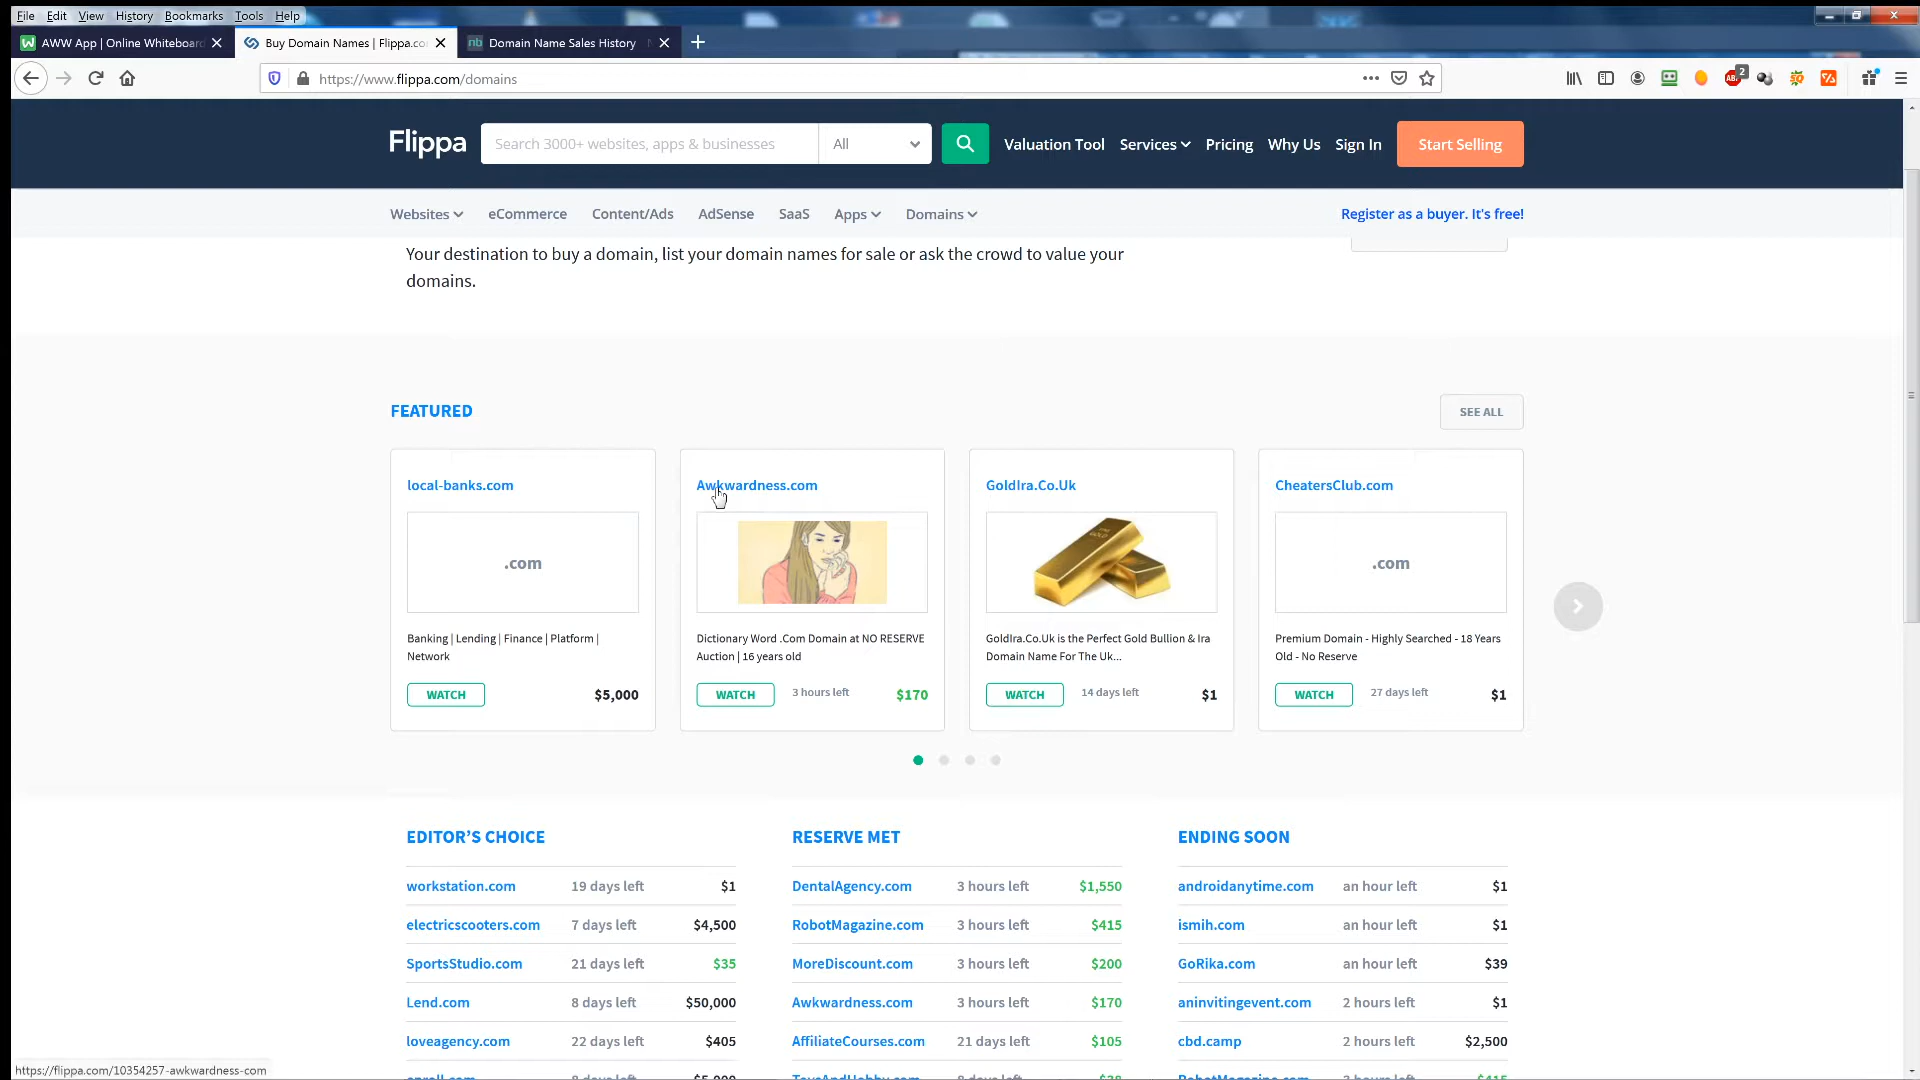 File Edit View History Bookmarks Tools Help
AWW App | Online Whiteboard
Buy Domain Names | Flippa.co
nb Domain Name Sales History
https://www.flippa.com/domains
ABP 2
Flippa
Search 3000+ websites, apps & businesses
All
Valuation Tool
Services
Pricing
Why Us
Sign In
Start Selling
Websites
eCommerce
Content/Ads
AdSense
SaaS
Apps
Domains
Register as a buyer. It's free!
Your destination to buy a domain, list your domain names for sale or ask the crowd to value your
domains.
FEATURED
SEE ALL
local-banks.com
.com
Banking | Lending | Finance | Platform |
Network
WATCH
$5,000
Awkwardness.com
Dictionary Word .Com Domain at NO RESERVE
Auction | 16 years old
WATCH
3 hours left
$170
GoldIra.Co.Uk
GoldIra.Co.Uk is the Perfect Gold Bullion & Ira
Domain Name For The Uk...
WATCH
14 days left
$1
CheatersClub.com
.com
Premium Domain - Highly Searched - 18 Years
Old - No Reserve
WATCH
27 days left
$1
EDITOR'S CHOICE
workstation.com 19 days left $1
electricscooters.com 7 days left $4,500
SportsStudio.com 21 days left $35
Lend.com 8 days left $50,000
loveagency.com 22 days left $405
RESERVE MET
DentalAgency.com 3 hours left $1,550
RobotMagazine.com 3 hours left $415
MoreDiscount.com 3 hours left $200
Awkwardness.com 3 hours left $170
AffiliateCourses.com 21 days left $105
ENDING SOON
androidanytime.com an hour left $1
ismih.com an hour left $1
GoRika.com an hour left $39
aninvitingevent.com 2 hours left $1
cbd.camp 2 hours left $2,500
https://flippa.com/10354257-awkwardness-com